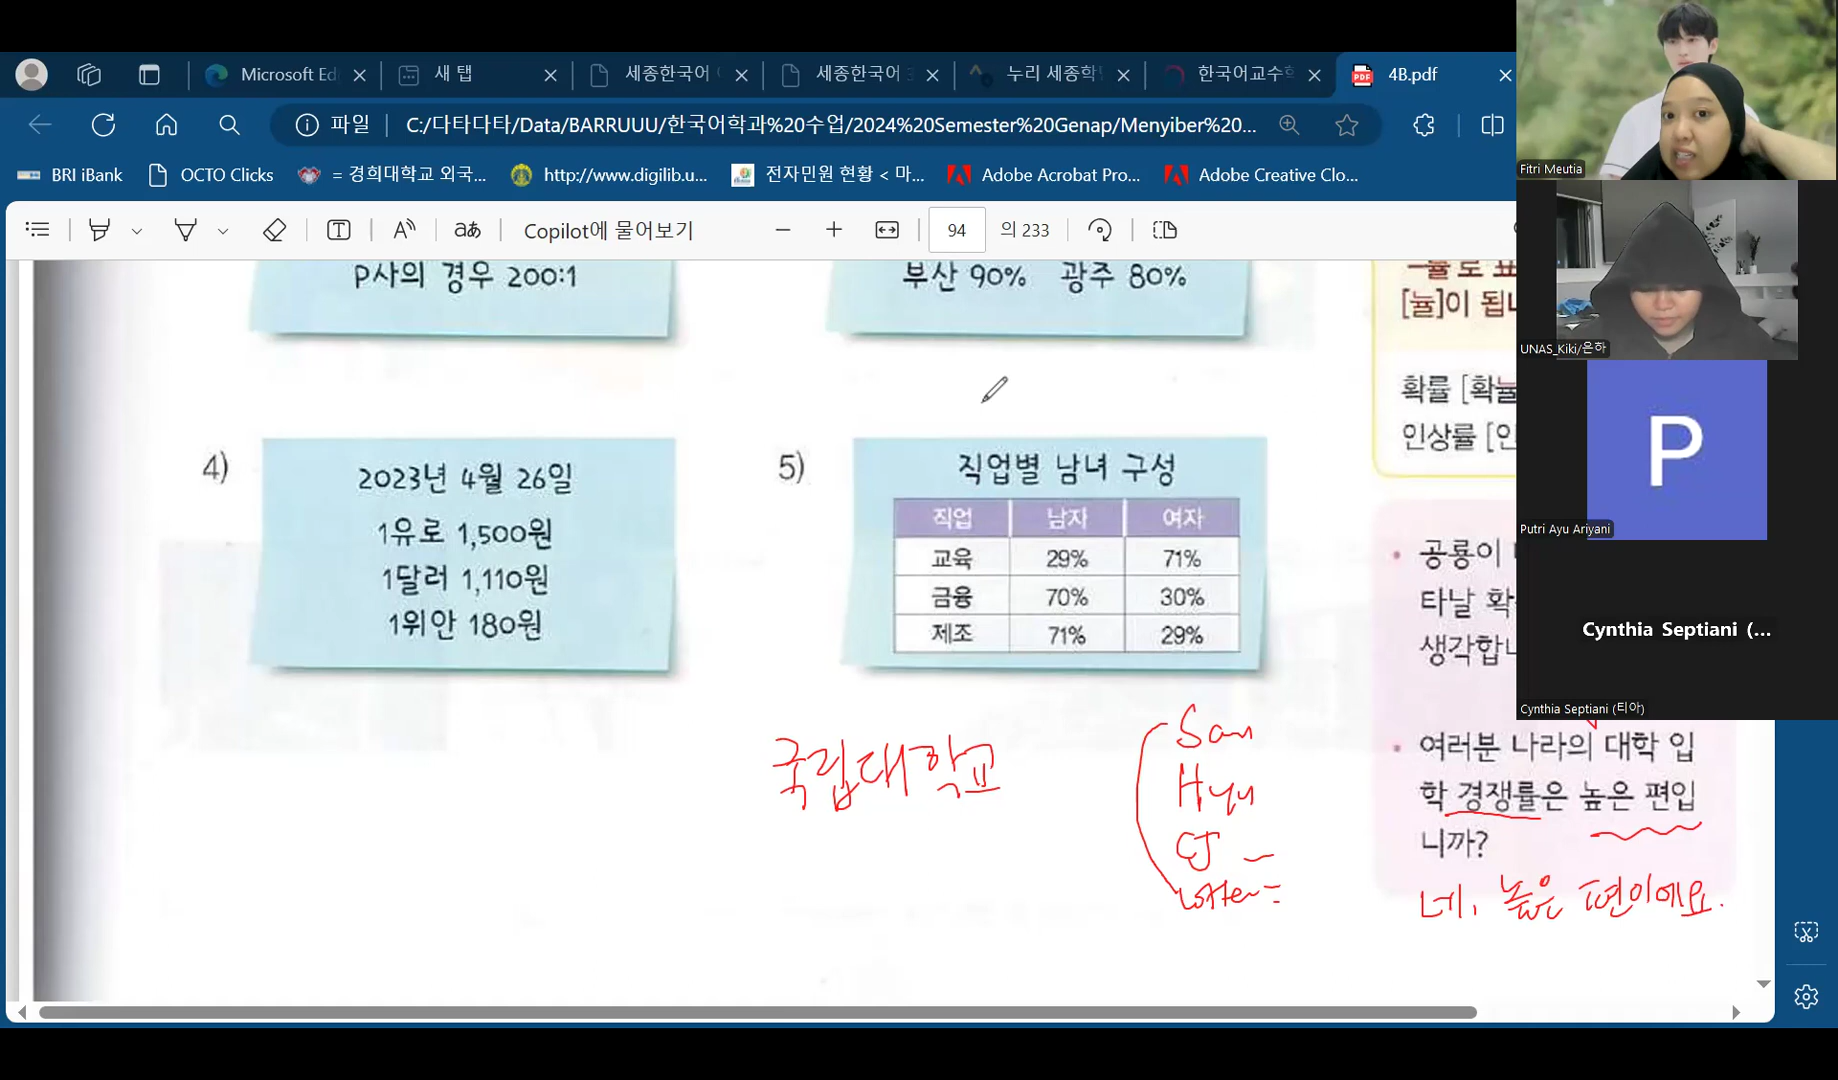 Microsoft Ed
새 탭
세종한국어
세종한국어
누리 세종학
한국어교수
4B.pdf
파일
C:/다타다타/Data/BARRUUU/한국어학과%20수업/2024%20Semester%20Genap/Menyiber%20...
BRI iBank
OCTO Clicks
= 경희대학교 외국...
http://www.digilib.u...
전자민원 현황 < 마...
Adobe Acrobat Pro...
Adobe Creative Clo...
Copilot에 물어보기
94
의 233
P사의 경우 200:1
부산 90% 광주 80%
[뉼]이 됩
확률 [확뉼
인상률 [인
4)
2023년 4월 26일
1유로 1,500원
1달러 1,110원
1위안 180원
5)
직업별 남녀 구성
직업 남자 여자
교육 29% 71%
금융 70% 30%
제조 71% 29%
공룡이
타날 확
생각합
여러분 나라의 대학 입
학 경쟁률은 높은 편입
니까?
네, 높은 편이에요.
국립대학교
Sam
Hyu
CJ
Fitri Meutia
UNAS_Kiki/은하
P
Putri Ayu Ariyani
Cynthia Septiani (...
Cynthia Septiani (티아)